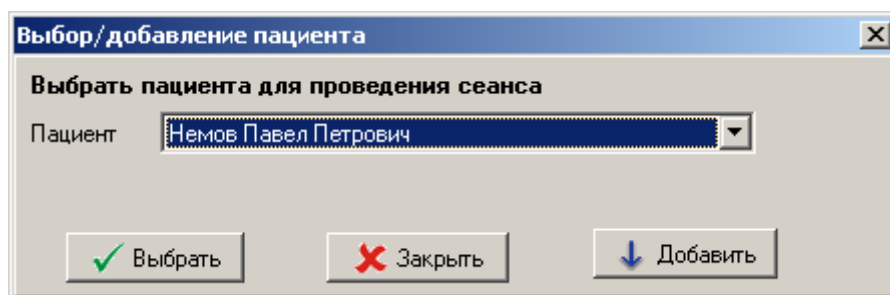 Выбор/добавление пациента
Выбрать пациента для проведения сеанса
Пациент Немов Павел Петрович
Выбрать Закрыть Добавить